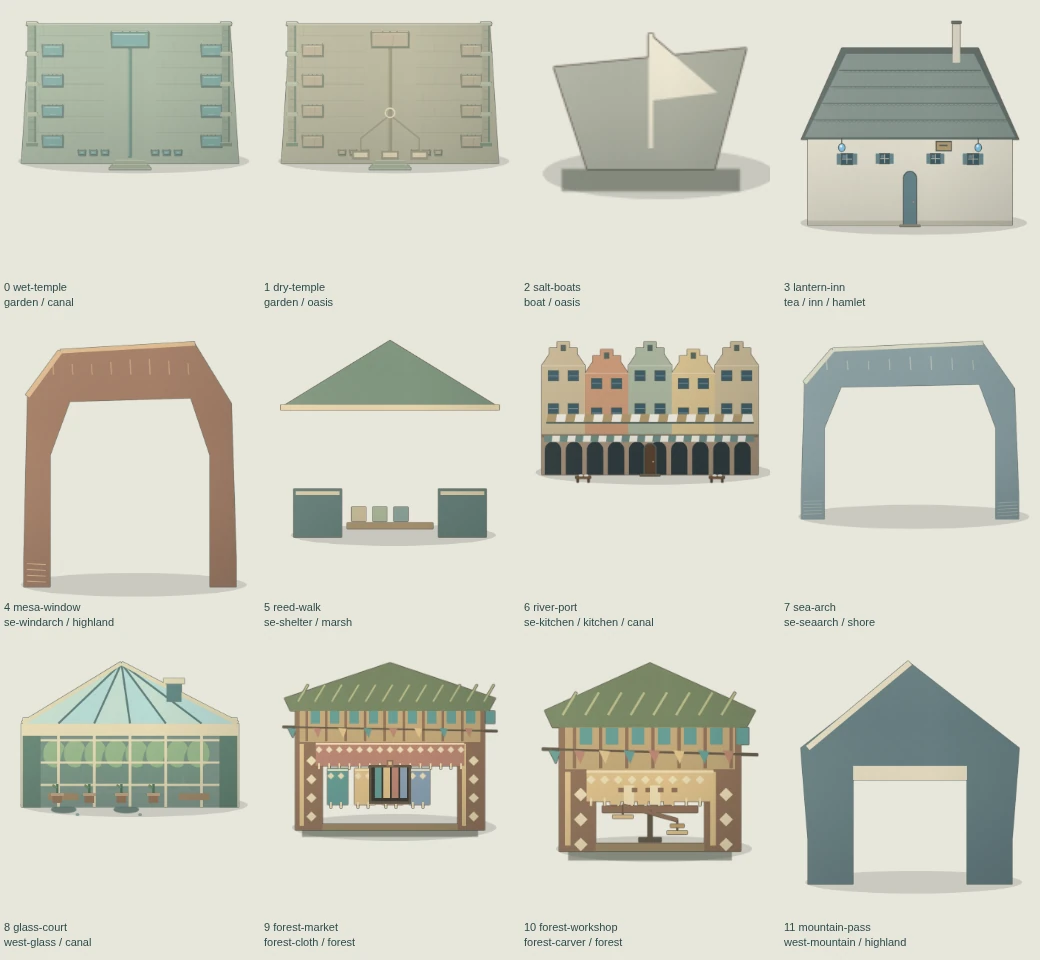 0 wet-temple
garden / canal
1 dry-temple
garden / oasis
2 salt-boats
boat / oasis
3 lantern-inn
tea / inn / hamlet
4 mesa-window
se-windarch / highland
5 reed-walk
se-shelter / marsh
6 river-port
se-kitchen / kitchen / canal
7 sea-arch
se-seaarch / shore
8 glass-court
west-glass / canal
9 forest-market
forest-cloth / forest
10 forest-workshop
forest-carver / forest
11 mountain-pass
west-mountain / highland